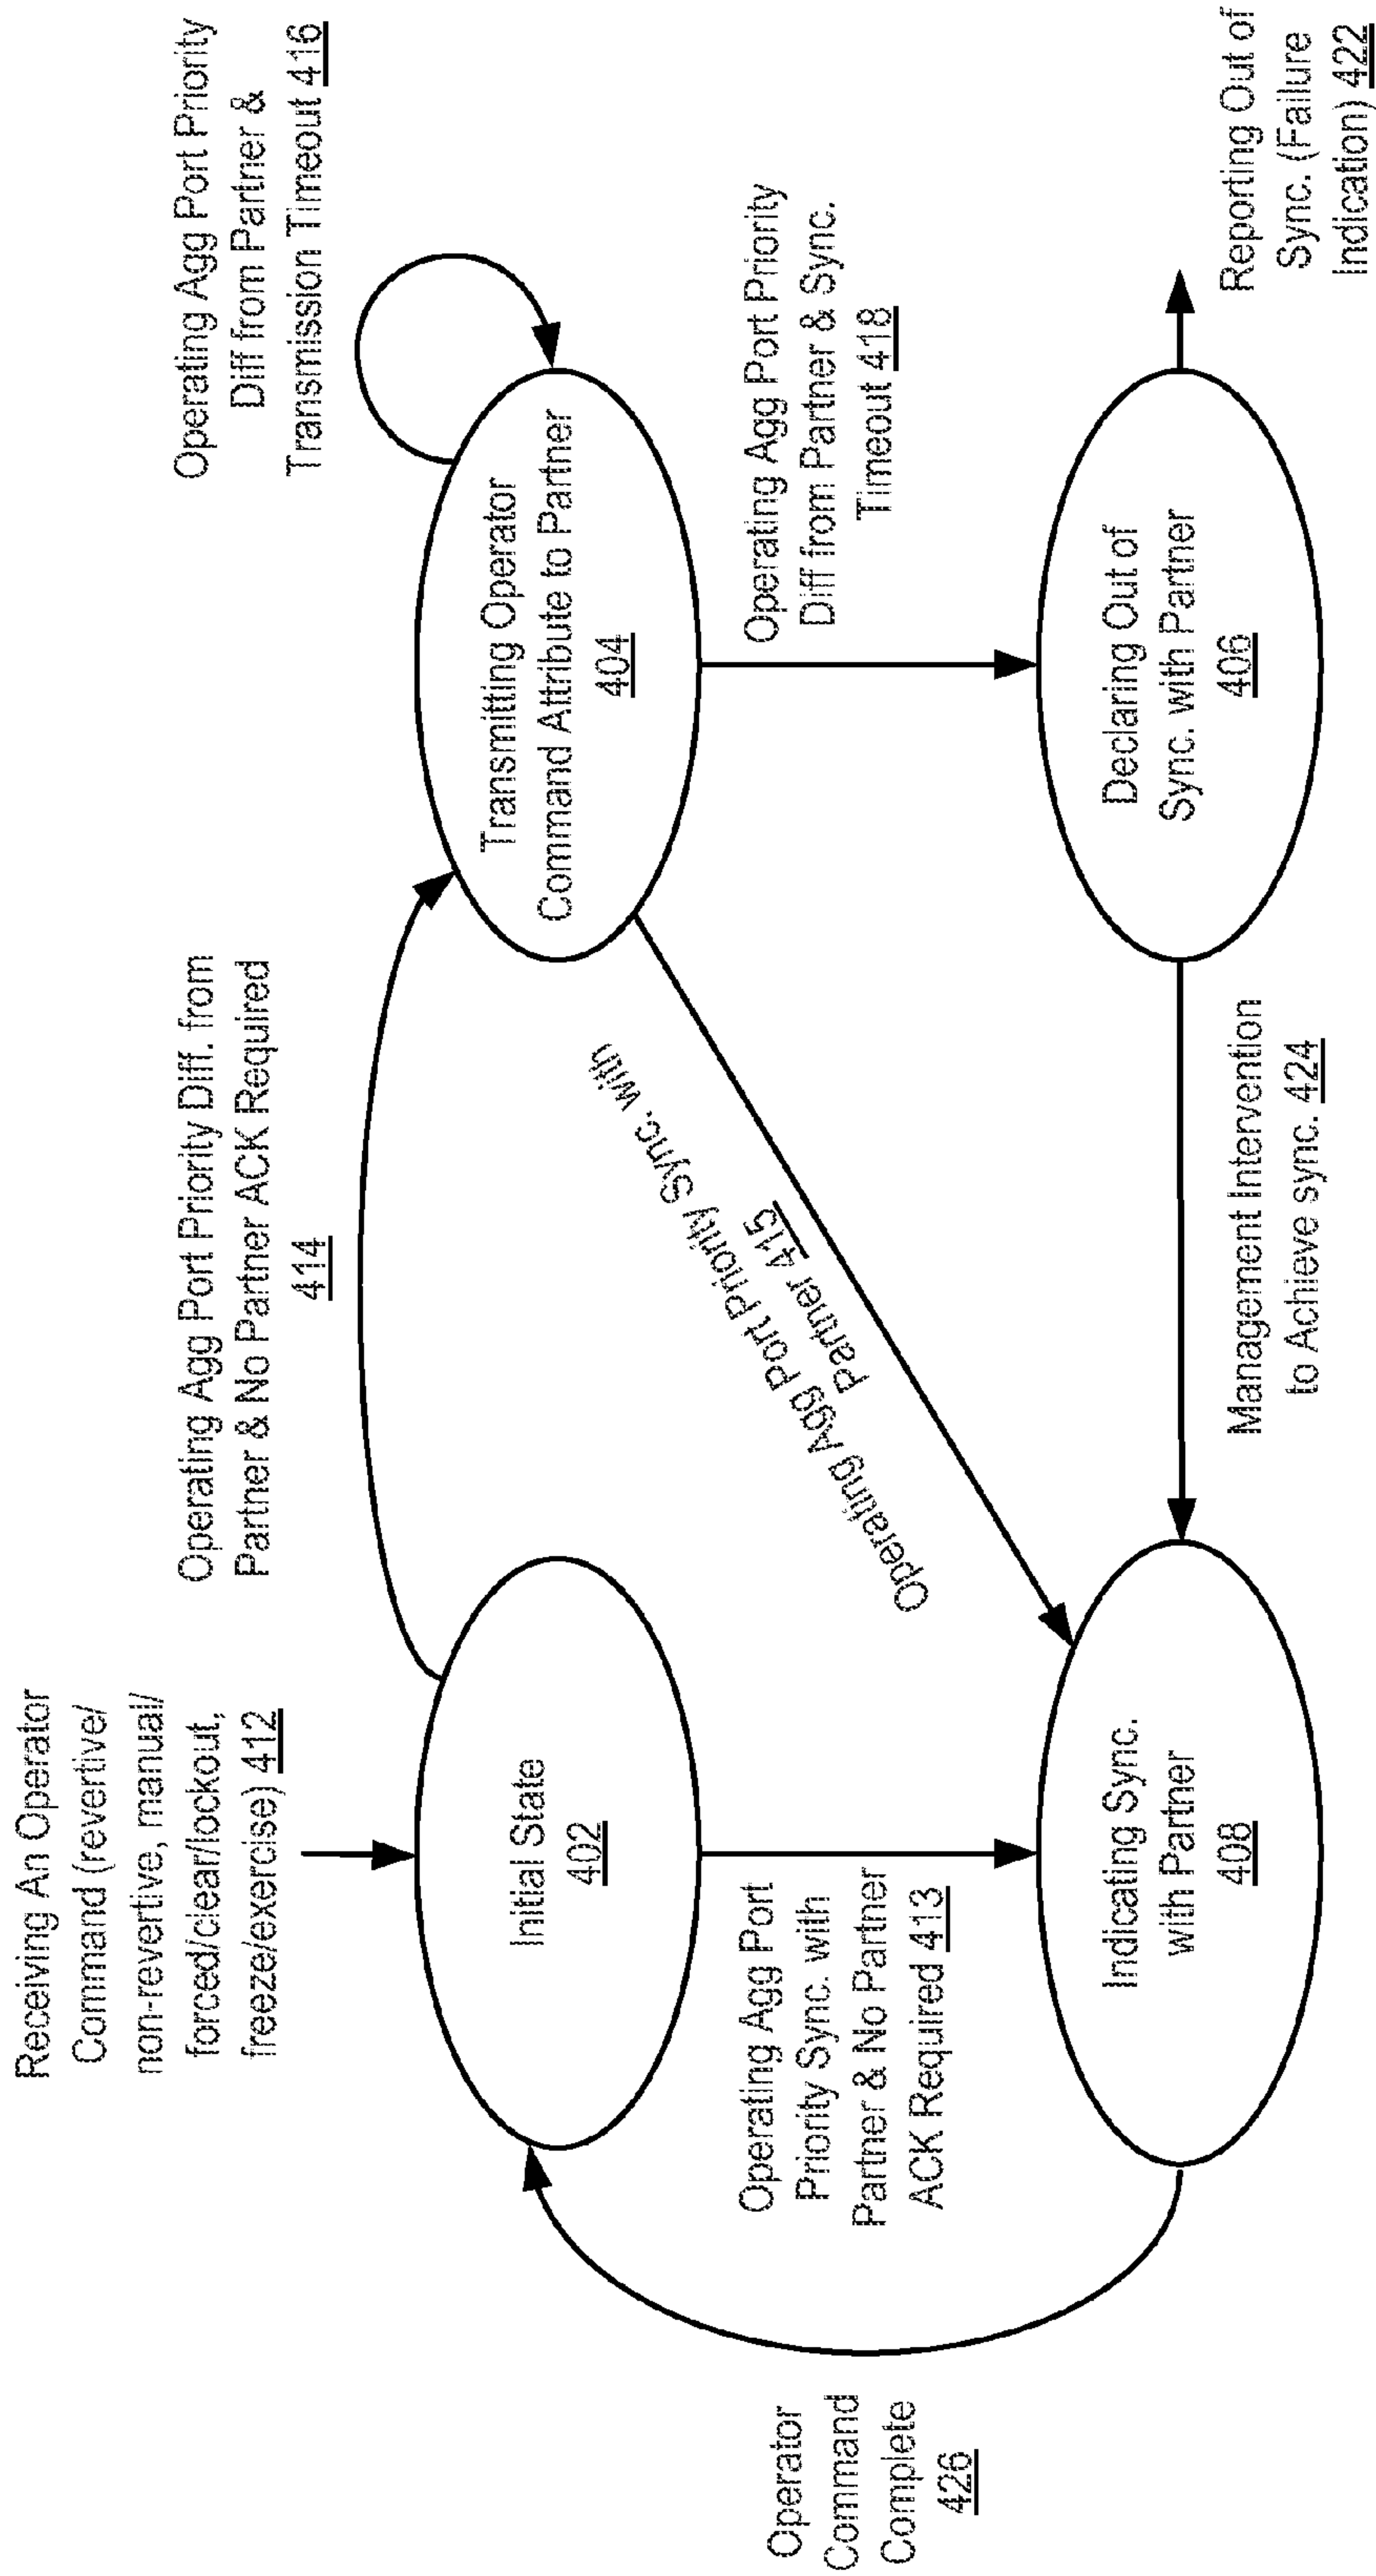 Receiving An Operator
Command (revertive/
non-revertive, manual/
forced/clear/lockout,
freeze/exercise) 412
Operating Agg Port Priority Diff. from
Partner & No Partner ACK Required
414
Operating Agg Port Priority
Diff from Partner &
Transmission Timeout 416
Initial State
402
Transmitting Operator
Command Attribute to Partner
404
Operator
Command
Complete
426
Operating Agg Port
Priority Sync. with
Partner & No Partner
ACK Required 413
Operating Agg Port Priority Sync. with
Partner 415
Operating Agg Port Priority
Diff from Partner & Sync.
Timeout 418
Indicating Sync.
with Partner
408
Management Intervention
to Achieve sync. 424
Declaring Out of
Sync. with Partner
406
Reporting Out of
Sync. (Failure
Indication) 422